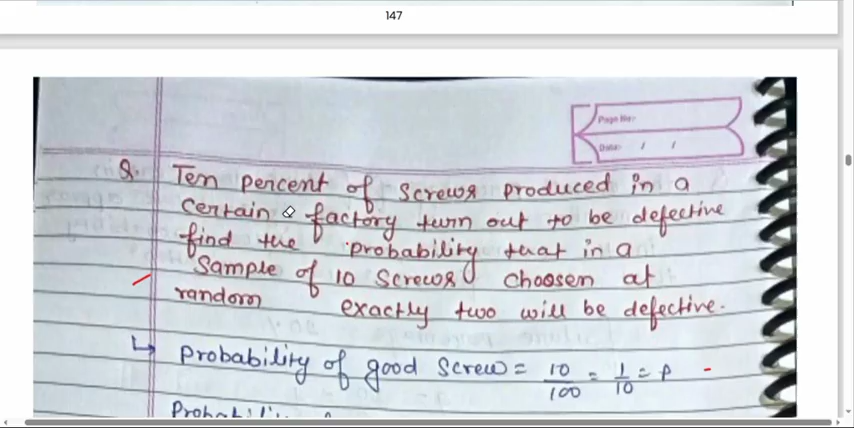 147
Page No:
Date: / /
Q. Ten percent of screws produced in a
certain factory turn out to be defective
find the probability that in a
Sample of 10 screws choosen at
random exactly two will be defective.
↳ Probability of good screw = 10/100 = 1/10 = P